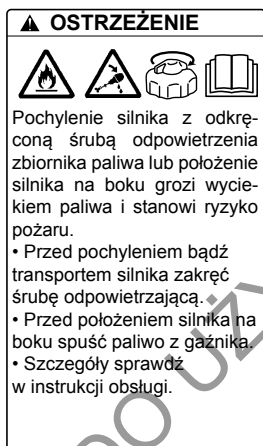 OSTRZEŻENIE
Pochylenie silnika z odkrę-
coną śrubą odpowietrzenia
zbiornika paliwa lub położenie
silnika na boku grozi wycie-
kiem paliwa i stanowi ryzyko
pożaru.
• Przed pochyleniem bądź
transportem silnika zakręć
śrubę odpowietrzającą.
• Przed położeniem silnika na
boku spuść paliwo z gaźnika.
• Szczegóły sprawdź
w instrukcji obsługi.
DO UŻY